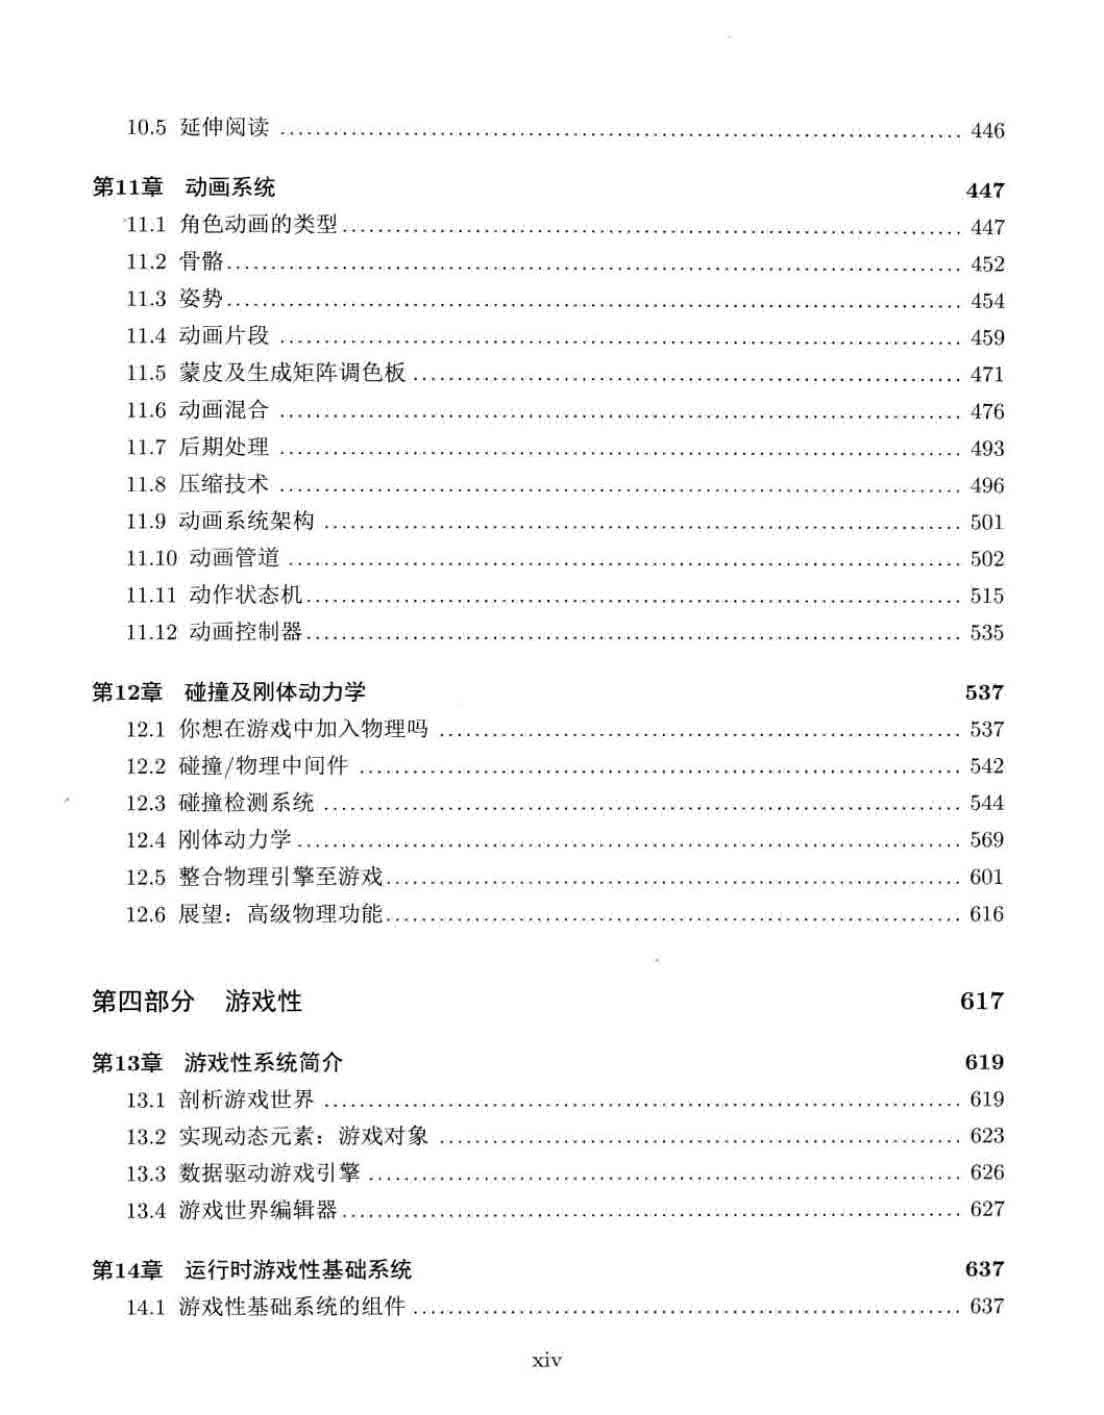 10.5 延伸阅读 ........ 446
第11章 动画系统 447
11.1 角色动画的类型 ........ 447
11.2 骨骼 ........ 452
11.3 姿势 ........ 454
11.4 动画片段 ........ 459
11.5 蒙皮及生成矩阵调色板 ........ 471
11.6 动画混合 ........ 476
11.7 后期处理 ........ 493
11.8 压缩技术 ........ 496
11.9 动画系统架构 ........ 501
11.10 动画管道 ........ 502
11.11 动作状态机 ........ 515
11.12 动画控制器 ........ 535
第12章 碰撞及刚体动力学 537
12.1 你想在游戏中加入物理吗 ........ 537
12.2 碰撞/物理中间件 ........ 542
12.3 碰撞检测系统 ........ 544
12.4 刚体动力学 ........ 569
12.5 整合物理引擎至游戏 ........ 601
12.6 展望：高级物理功能 ........ 616
第四部分 游戏性 617
第13章 游戏性系统简介 619
13.1 剖析游戏世界 ........ 619
13.2 实现动态元素：游戏对象 ........ 623
13.3 数据驱动游戏引擎 ........ 626
13.4 游戏世界编辑器 ........ 627
第14章 运行时游戏性基础系统 637
14.1 游戏性基础系统的组件 ........ 637
xiv